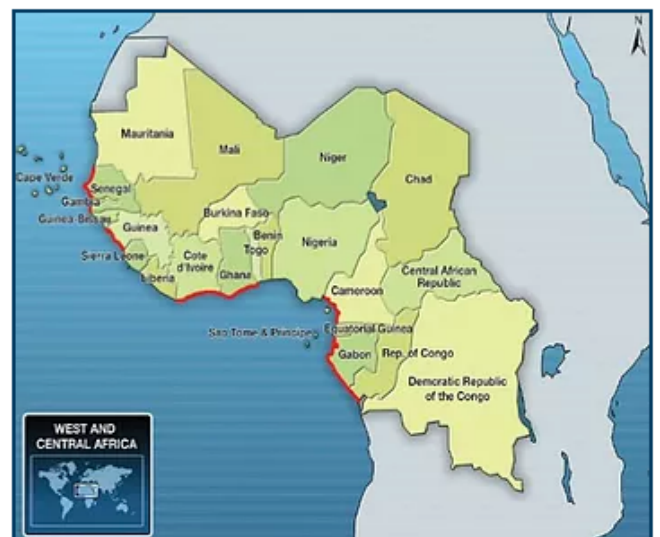 N
Mauritania
Mali
Niger
Chad
Cape Verde
Senegal
Gambia
Guinea-Bissau
Burkina Faso
Guinea
Benin
Nigeria
Togo
Sierra Leone
Cote
d'Ivoire
Ghana
Liberia
Central African
Republic
Cameroon
Sao Tome & Principe
Equatorial Guinea
Gabon
Rep. of Congo
Democratic Republic
of the Congo
WEST AND
CENTRAL AFRICA